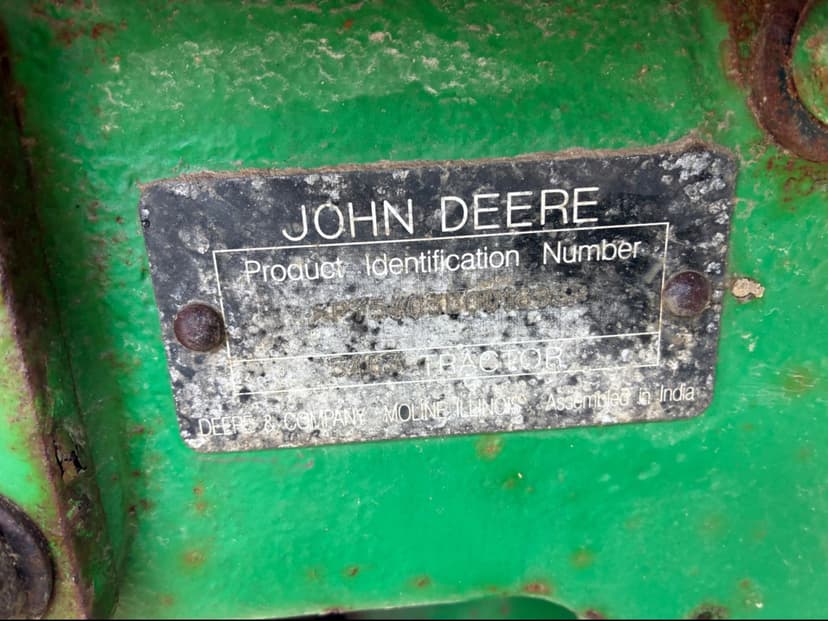 JOHN DEERE
Product Identification Number
TRACTOR
DEERE & COMPANY MOLINE ILLINOIS Assembled in India